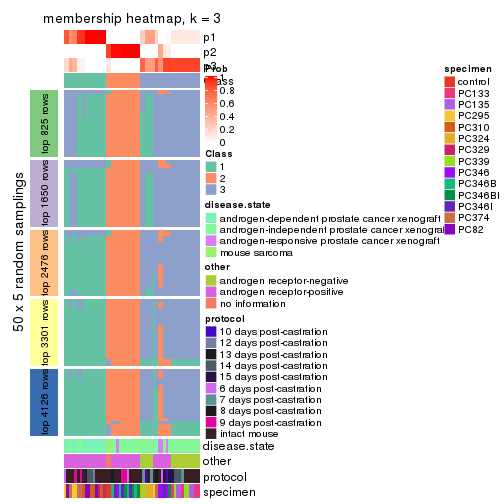 membership heatmap, k = 3
p1
p2
p3
Class
50 x 5 random samplings
top 825 rows
top 1650 rows
top 2476 rows
top 3301 rows
top 4126 rows
disease.state
other
protocol
specimen
Prob
1
0.8
0.6
0.4
0.2
0
Class
1
2
3
disease.state
androgen-dependent prostate cancer xenograft
androgen-independent prostate cancer xenograft
androgen-responsive prostate cancer xenograft
mouse sarcoma
other
androgen receptor-negative
androgen receptor-positive
no information
protocol
10 days post-castration
12 days post-castration
13 days post-castration
14 days post-castration
15 days post-castration
6 days post-castration
7 days post-castration
8 days post-castration
9 days post-castration
intact mouse
specimen
control
PC133
PC135
PC295
PC310
PC324
PC329
PC339
PC346
PC346B
PC346BI
PC346I
PC374
PC82